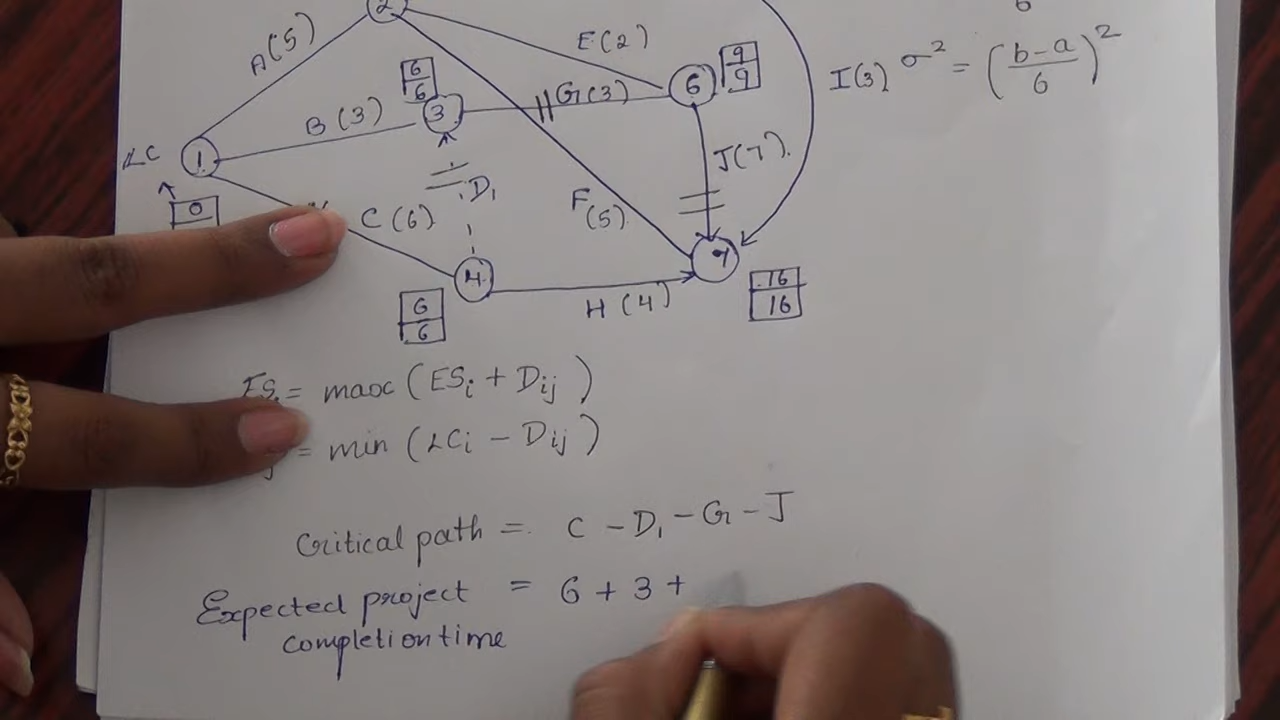 2
6
A(5)
E(2)
I(3)
σ² = (b-a/6)²
6
6
9
9
B(3)
3
G(3)
6
LC
1
J(7)
D₁
0
C(6)
F(5)
4
7
H(4)
6
6
16
16
ES = max (ESi + Dij)
= min (LCi - Dij)
Critical path = C - D₁ - G - J
Expected project = 6 + 3 +
completion time